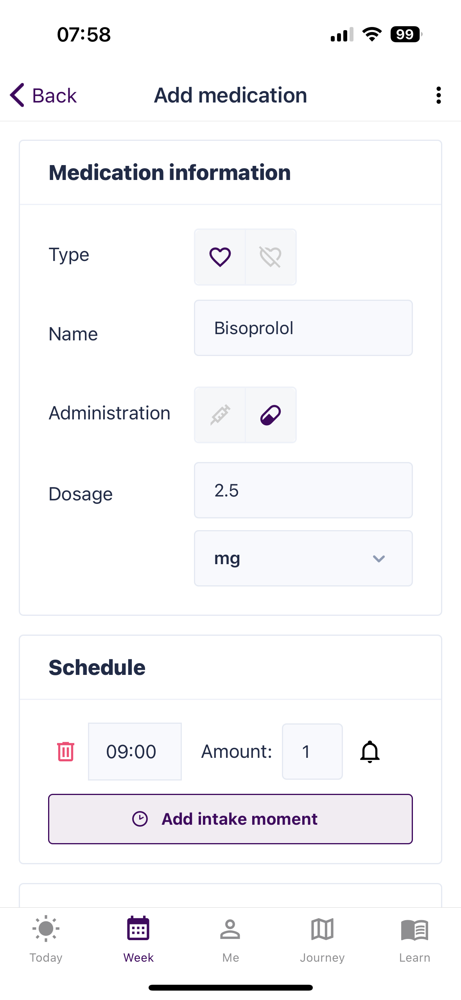 07:58
99
Back
Add medication
Medication information
Type
Name
Bisoprolol
Administration
Dosage
2.5
mg
Schedule
09:00 Amount: 1
Add intake moment
Today Week Me Journey Learn